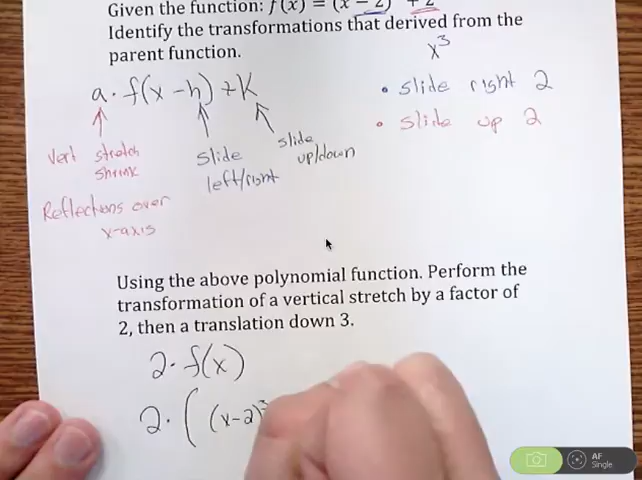 Given the function: f(x) = (x − 2) + 2
Identify the transformations that derived from the
parent function.
x³
a · f(x − h) + K
• slide right 2
• slide up 2
Vert stretch
shrink
slide
left/right
slide
up/down
Reflections over
x-axis
Using the above polynomial function. Perform the
transformation of a vertical stretch by a factor of
2, then a translation down 3.
2 · f(x)
2 · ( (x-2)³
AF
Single